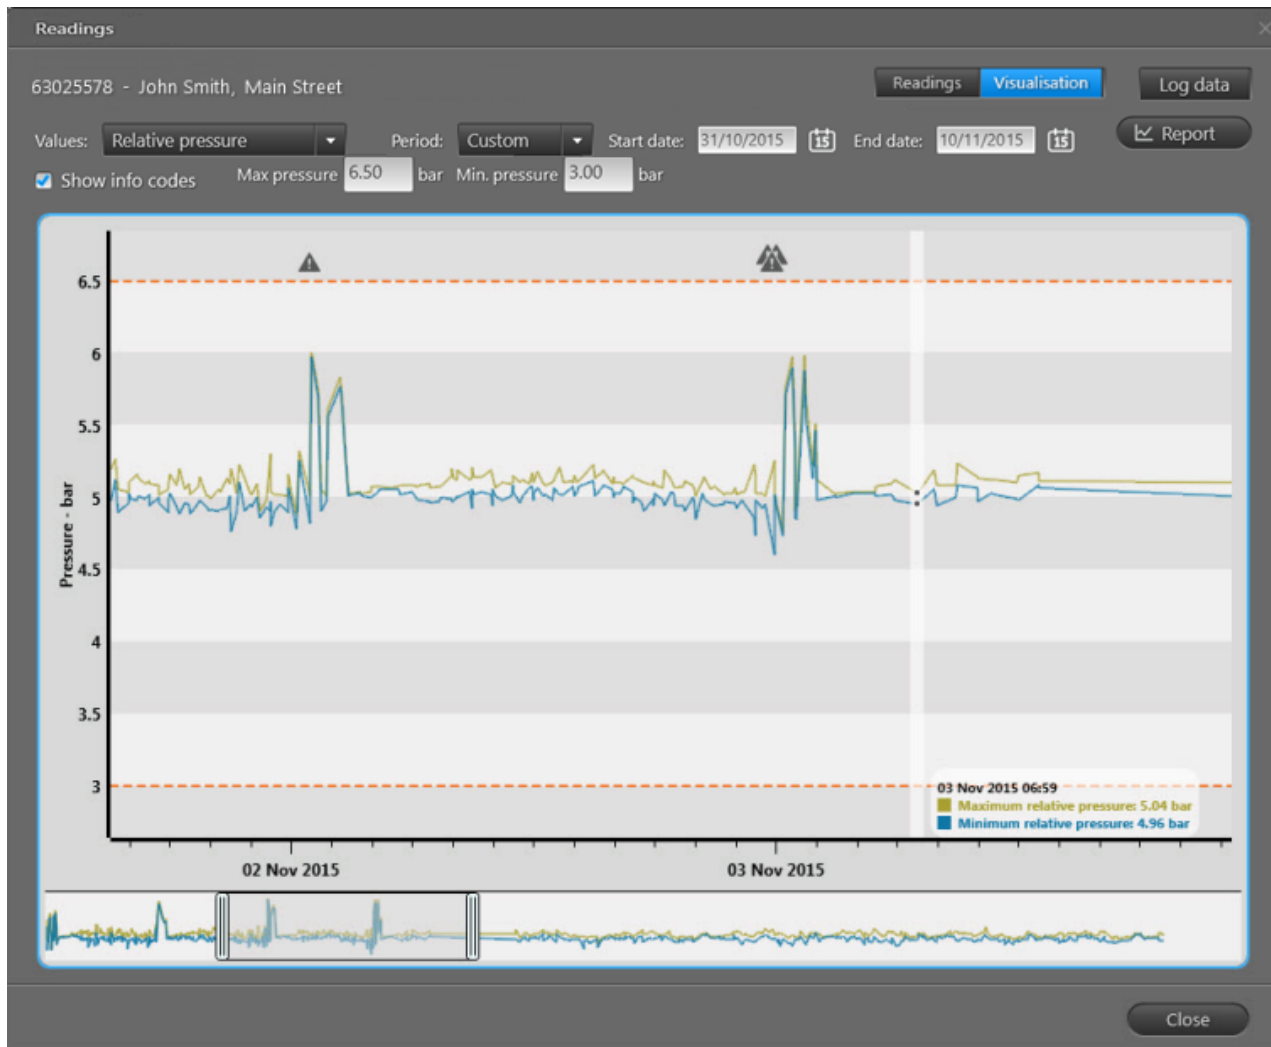 Readings
63025578 - John Smith, Main Street
Readings Visualisation Log data
Values: Relative pressure Period: Custom Start date: 31/10/2015 15 End date: 10/11/2015 15 Report
Show info codes Max pressure 6.50 bar Min. pressure 3.00 bar
6.5
6
5.5
5
4.5
4
3.5
3
Pressure - bar
03 Nov 2015 06:59
Maximum relative pressure: 5.04 bar
Minimum relative pressure: 4.96 bar
02 Nov 2015 03 Nov 2015
Close